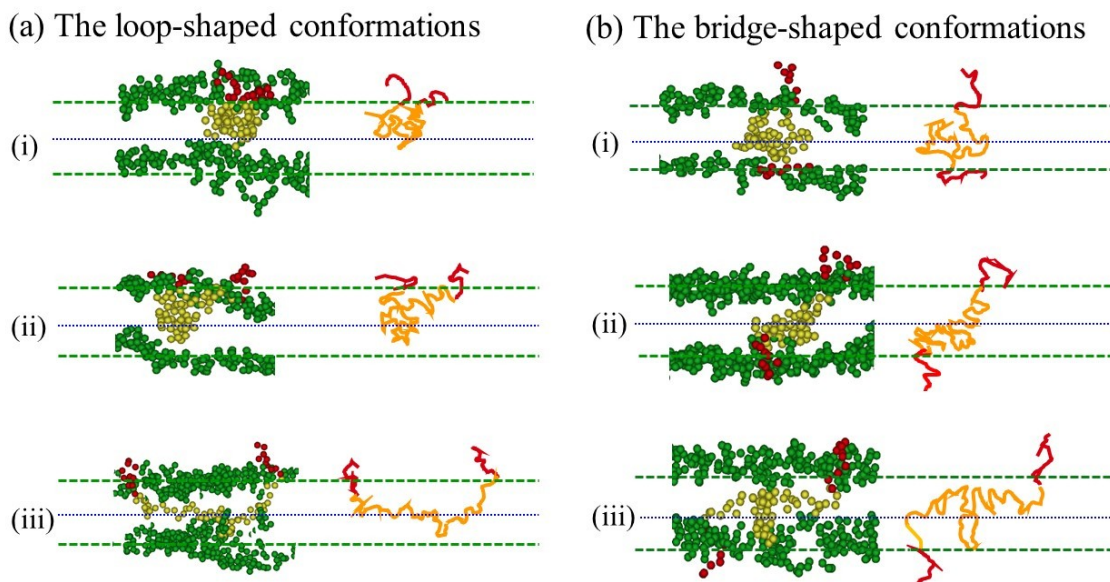 (a) The loop-shaped conformations
(b) The bridge-shaped conformations
(i)
(i)
(ii)
(ii)
(iii)
(iii)